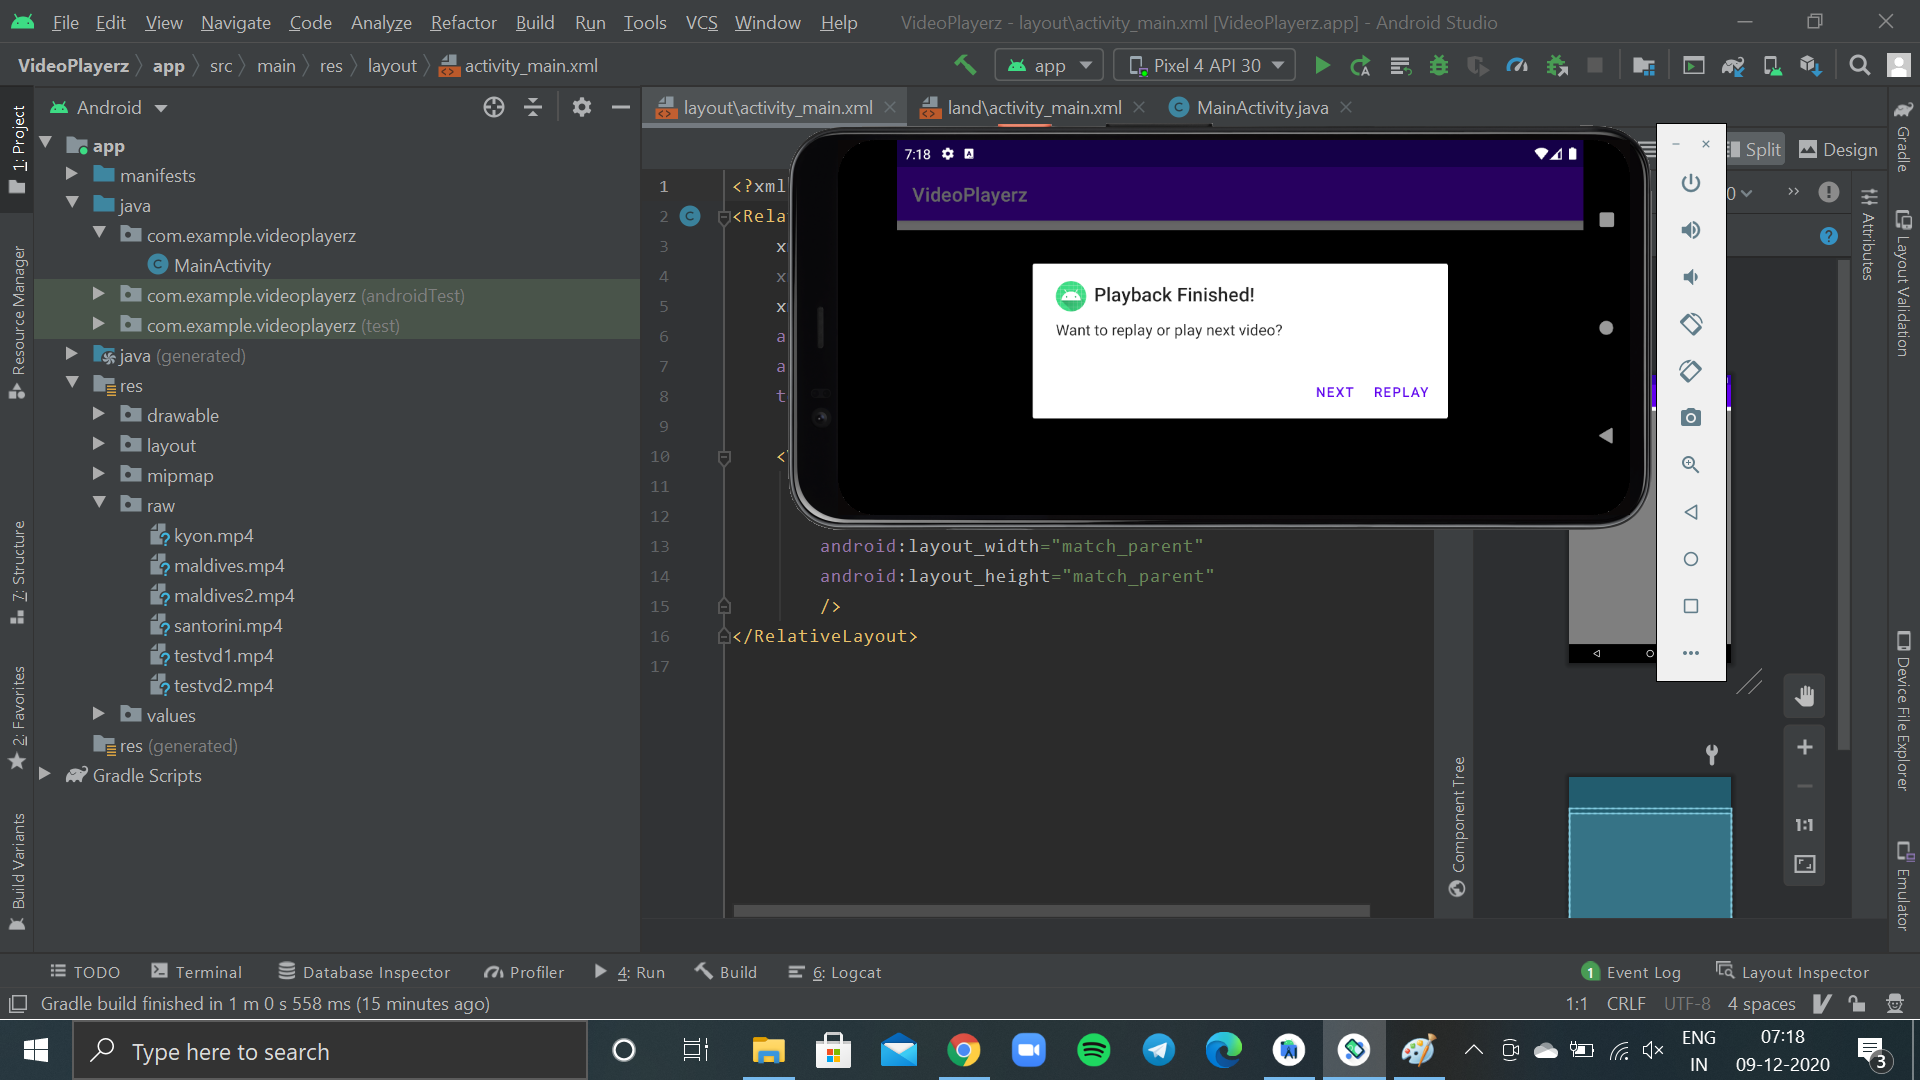 File Edit View Navigate Code Analyze Refactor Build Run Tools VCS Window Help VideoPlayerz - layout\activity_main.xml [VideoPlayerz.app] - Android Studio
VideoPlayerz app src main res layout activity_main.xml app Pixel 4 API 30
Android
layout\activity_main.xml land\activity_main.xml MainActivity.java
1: Project
Resource Manager
7: Structure
2: Favorites
Build Variants
app
manifests
java
com.example.videoplayerz
MainActivity
com.example.videoplayerz (androidTest)
com.example.videoplayerz (test)
java (generated)
res
drawable
layout
mipmap
raw
kyon.mp4
maldives.mp4
maldives2.mp4
santorini.mp4
testvd1.mp4
testvd2.mp4
values
res (generated)
Gradle Scripts
Split Design
1 <?xml
2 <Rela
3 x
4 x
5 x
6 a
7 a
8 t
9
10 <
11
12
13 android:layout_width="match_parent"
14 android:layout_height="match_parent"
15 />
16 </RelativeLayout>
17
7:18
VideoPlayerz
Playback Finished!
Want to replay or play next video?
NEXT REPLAY
Component Tree
1:1
Gradle
Attributes
Layout Validation
Device File Explorer
Emulator
TODO Terminal Database Inspector Profiler 4: Run Build 6: Logcat 1 Event Log Layout Inspector
Gradle build finished in 1 m 0 s 558 ms (15 minutes ago) 1:1 CRLF UTF-8 4 spaces
Type here to search
ENG
IN
07:18
09-12-2020
3